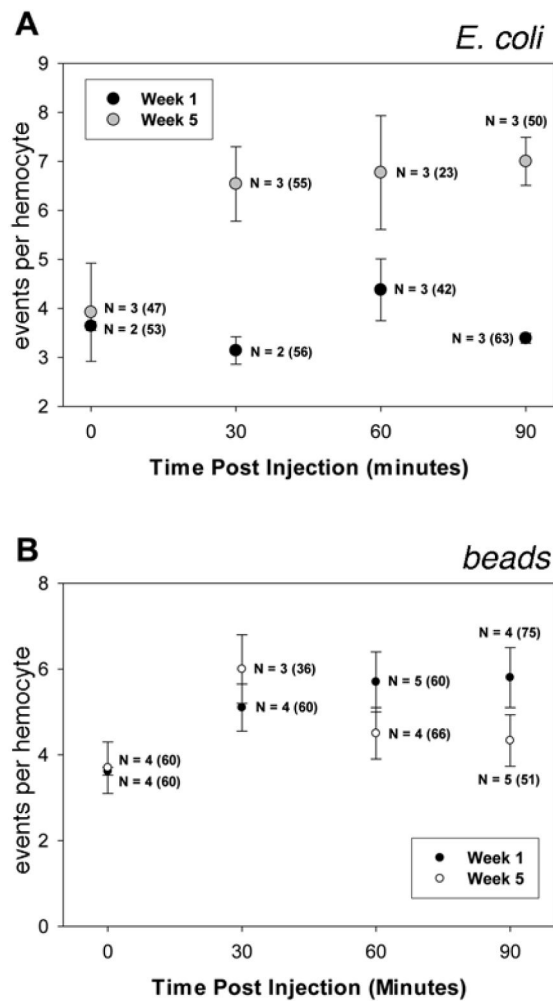 A
E. coli
9
8
7
6
5
4
3
2
events per hemocyte
Week 1
Week 5
N = 3 (47)
N = 2 (53)
N = 3 (55)
N = 2 (56)
N = 3 (23)
N = 3 (42)
N = 3 (50)
N = 3 (63)
0 30 60 90
Time Post Injection (minutes)
B
beads
8
6
4
2
0
events per hemocyte
N = 4 (60)
N = 4 (60)
N = 3 (36)
N = 4 (60)
N = 5 (60)
N = 4 (66)
N = 4 (75)
N = 5 (51)
Week 1
Week 5
0 30 60 90
Time Post Injection (Minutes)